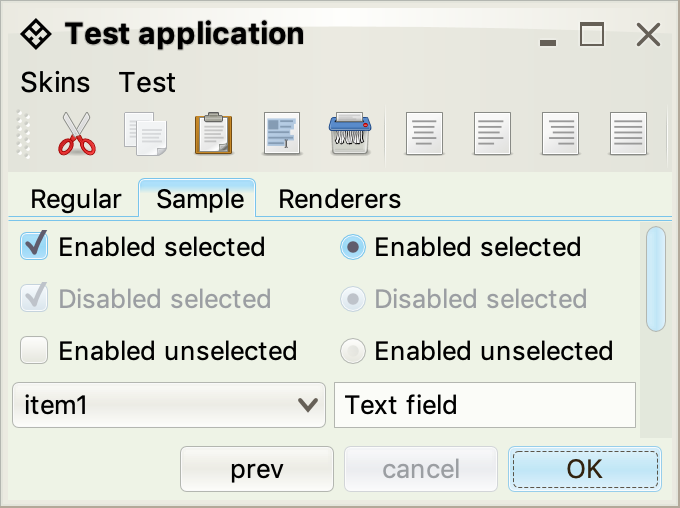 Test application
Skins Test
Regular Sample Renderers
Enabled selected Enabled selected
Disabled selected Disabled selected
Enabled unselected Enabled unselected
item1 Text field
prev cancel OK